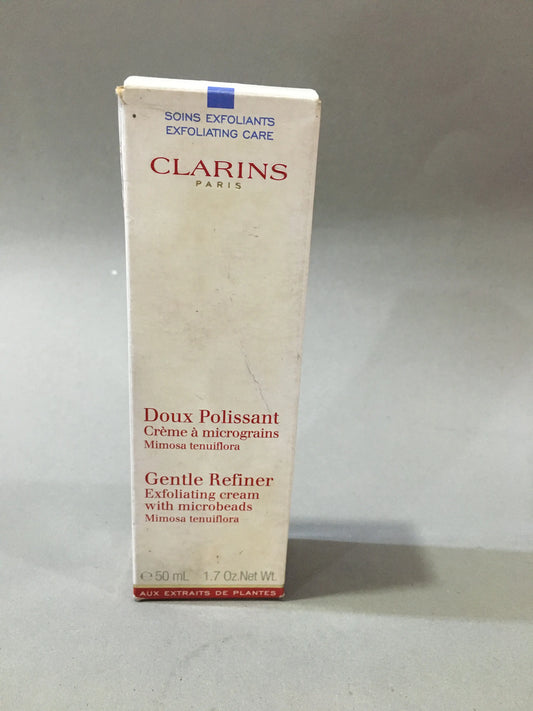 SOINS EXFOLIANTS
EXFOLIATING CARE
CLARINS
PARIS
Doux Polissant
Crème à micrograins
Mimosa tenuiflora
Gentle Refiner
Exfoliating cream
with microbeads
Mimosa tenuiflora
℮ 50 mL 1.7 Oz.Net Wt.
AUX EXTRAITS DE PLANTES